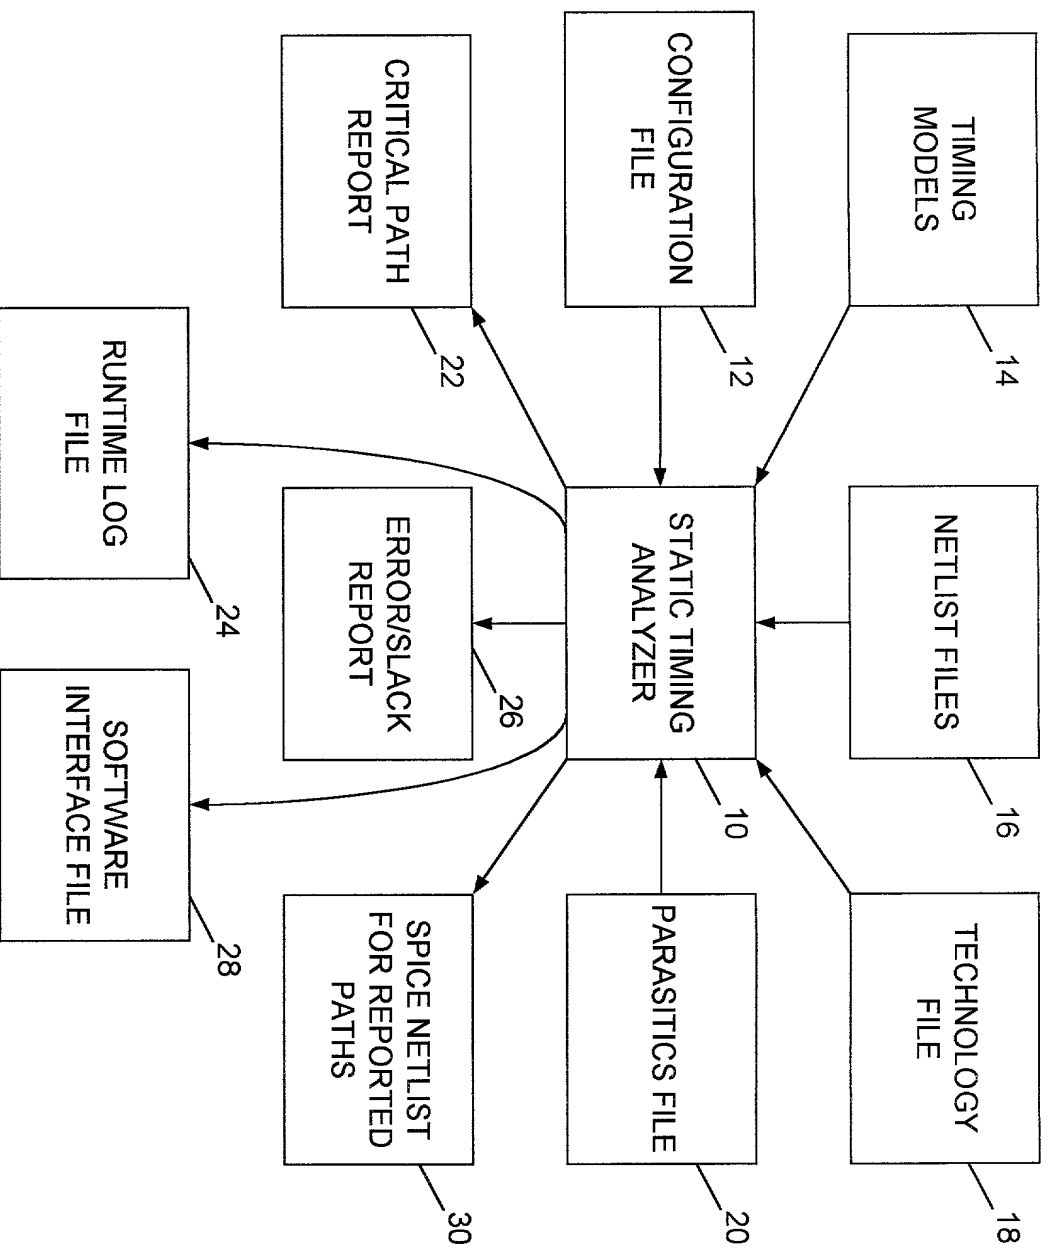 TIMING
MODELS
14
NETLIST FILES
16
TECHNOLOGY
FILE
18
CONFIGURATION
FILE
12
STATIC TIMING
ANALYZER
10
PARASITICS FILE
20
CRITICAL PATH
REPORT
22
ERROR/SLACK
REPORT
26
SPICE NETLIST
FOR REPORTED
PATHS
30
RUNTIME LOG
FILE
24
SOFTWARE
INTERFACE FILE
28